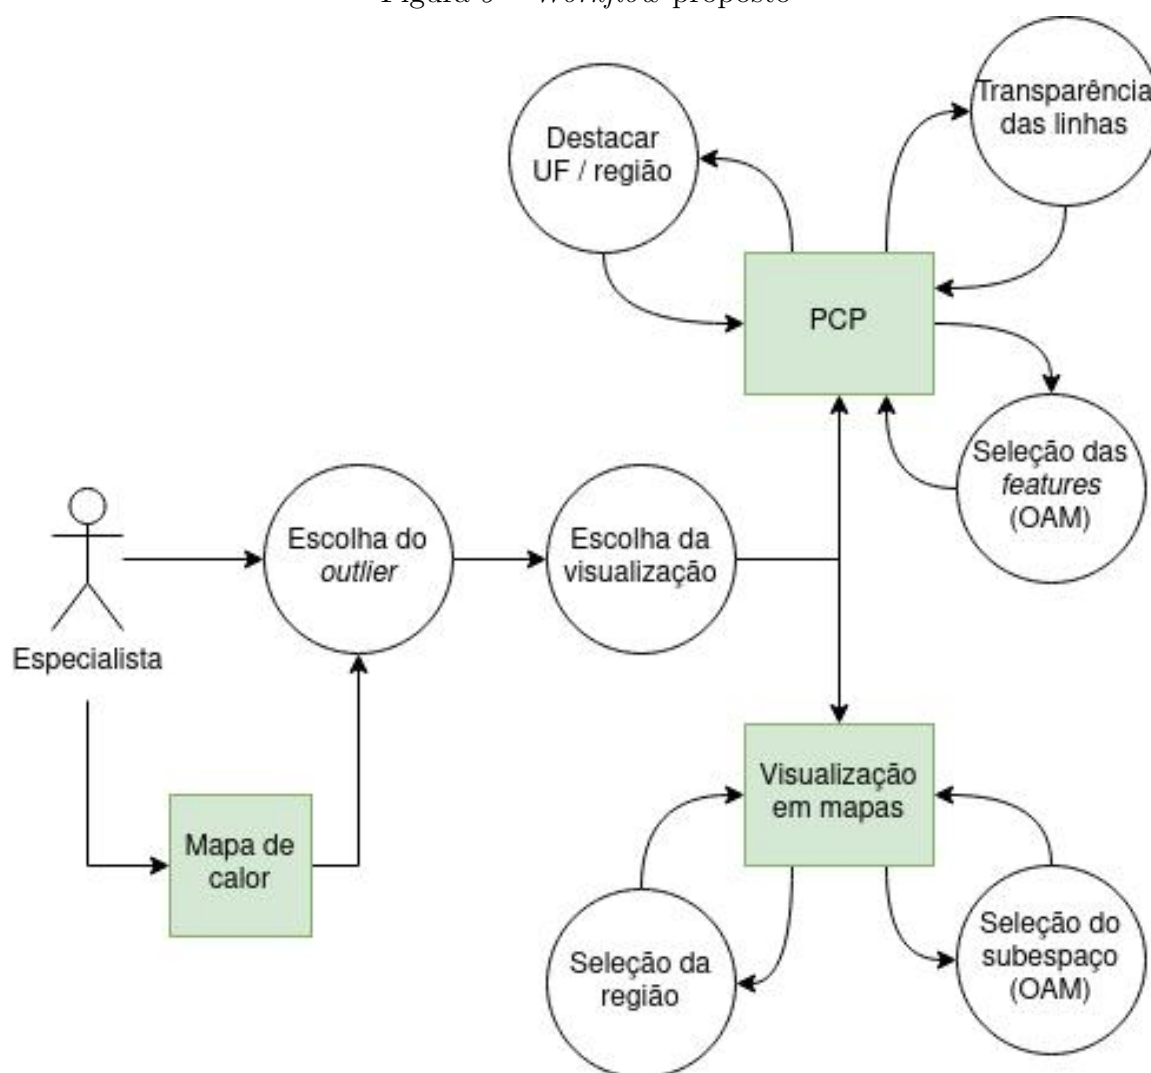 Workflow proposto
Transparência
das linhas
Destacar
UF / região
PCP
Seleção das
features
(OAM)
Escolha do
outlier
Escolha da
visualização
Especialista
Visualização
em mapas
Mapa de
calor
Seleção do
subespaço
(OAM)
Seleção da
região